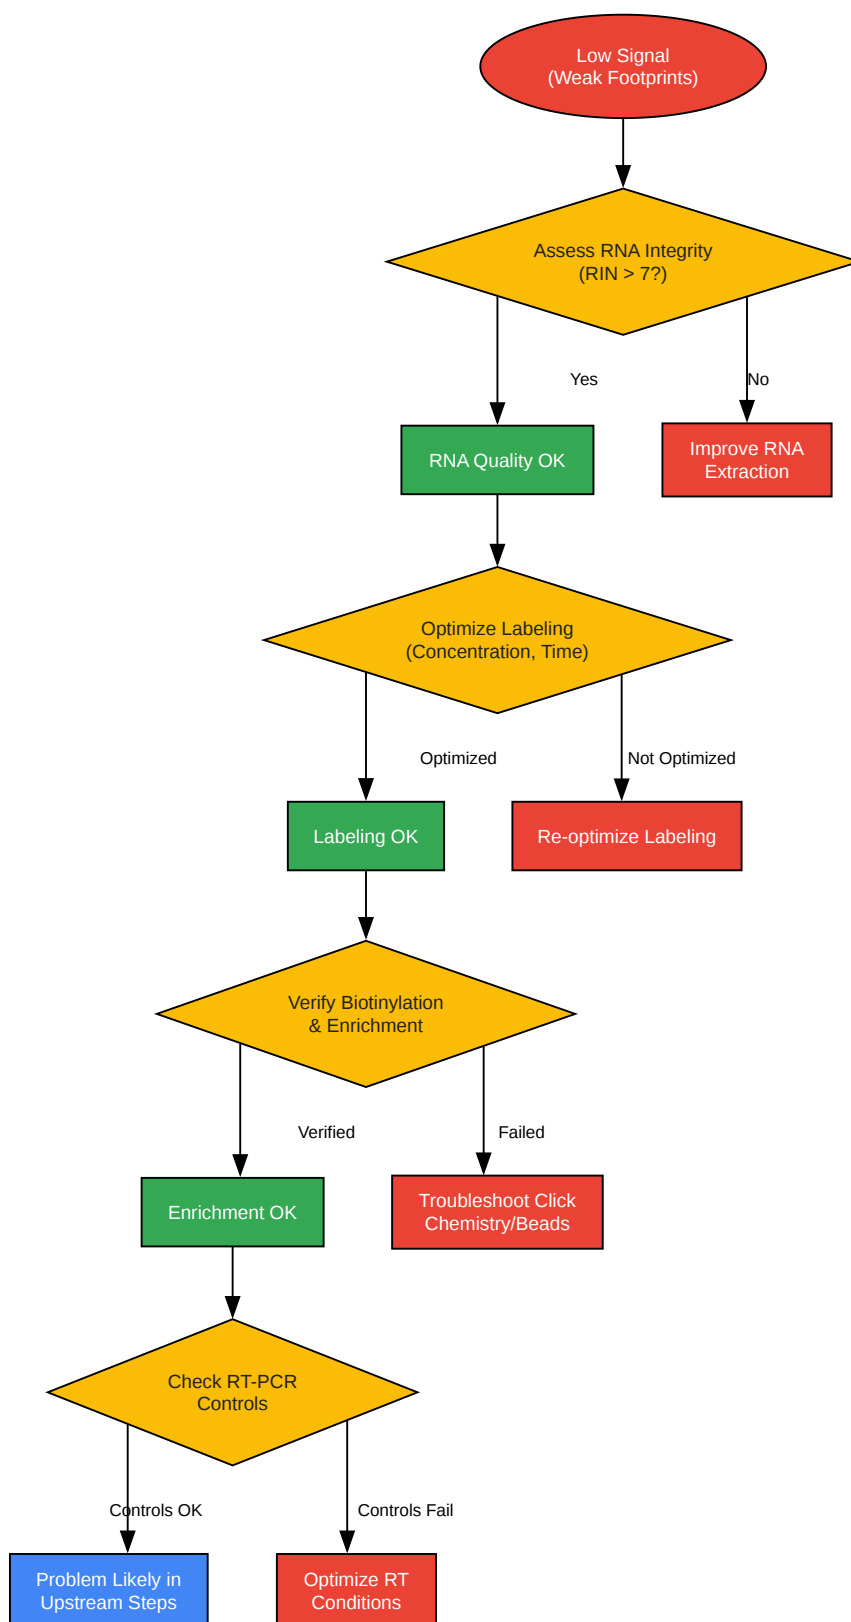 Low Signal
(Weak Footprints)
Assess RNA Integrity
(RIN > 7?)
Yes
No
RNA Quality OK
Improve RNA
Extraction
Optimize Labeling
(Concentration, Time)
Optimized
Not Optimized
Labeling OK
Re-optimize Labeling
Verify Biotinylation
& Enrichment
Verified
Failed
Enrichment OK
Troubleshoot Click
Chemistry/Beads
Check RT-PCR
Controls
Controls OK
Controls Fail
Problem Likely in
Upstream Steps
Optimize RT
Conditions